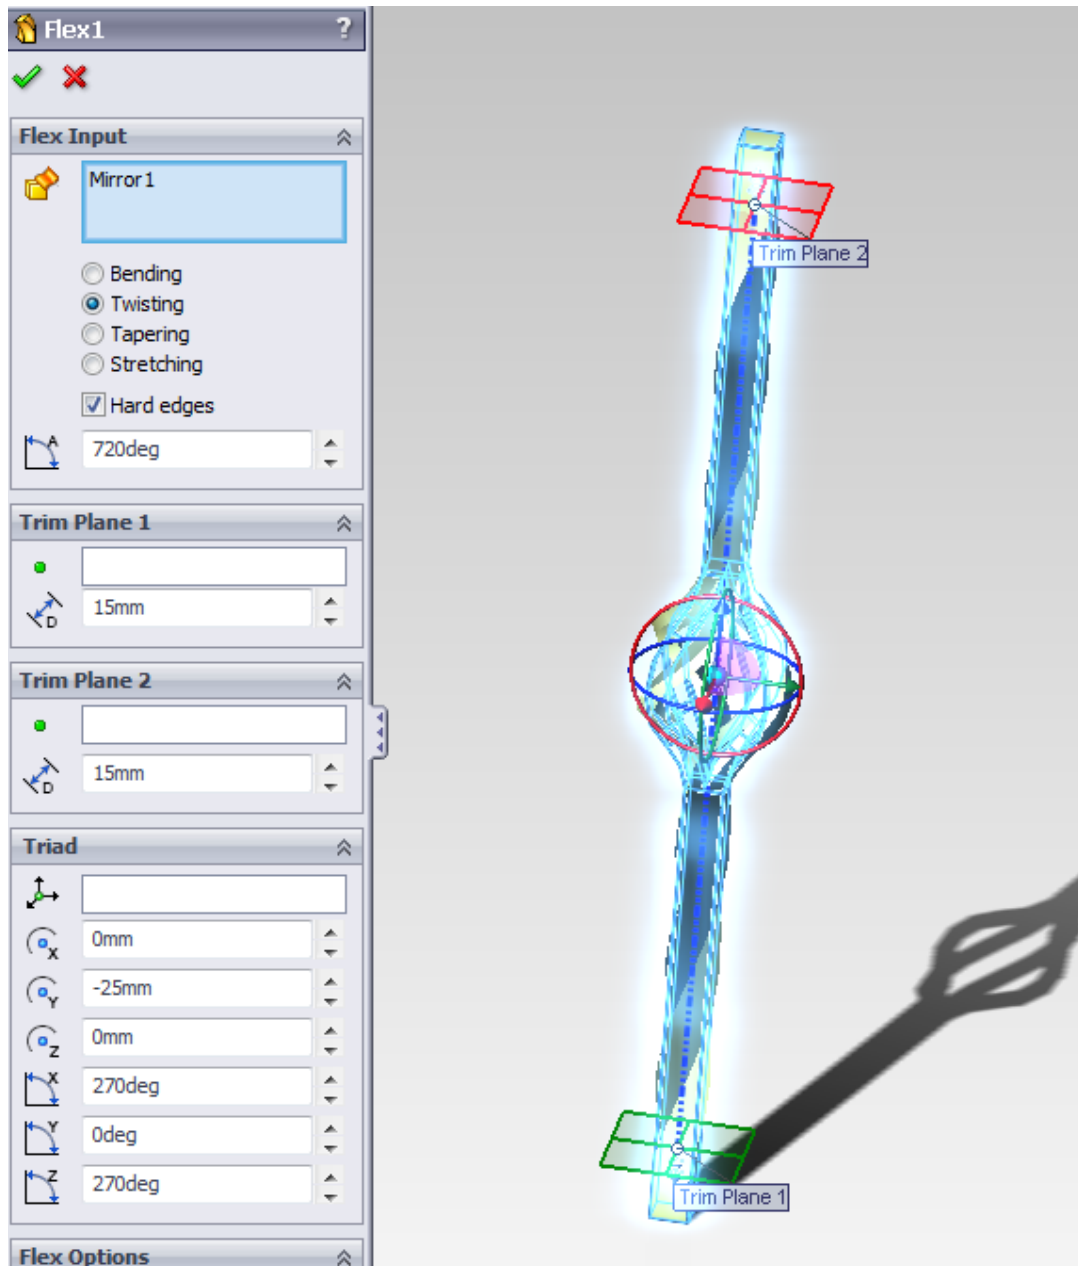 Flex1 ?
Flex Input
Mirror1
Bending
Twisting
Tapering
Stretching
Hard edges
A
720deg
Trim Plane 1
D
15mm
Trim Plane 2
D
15mm
Triad
X
0mm
Y
-25mm
Z
0mm
X
270deg
Y
0deg
Z
270deg
Flex Options
Trim Plane 2
Trim Plane 1